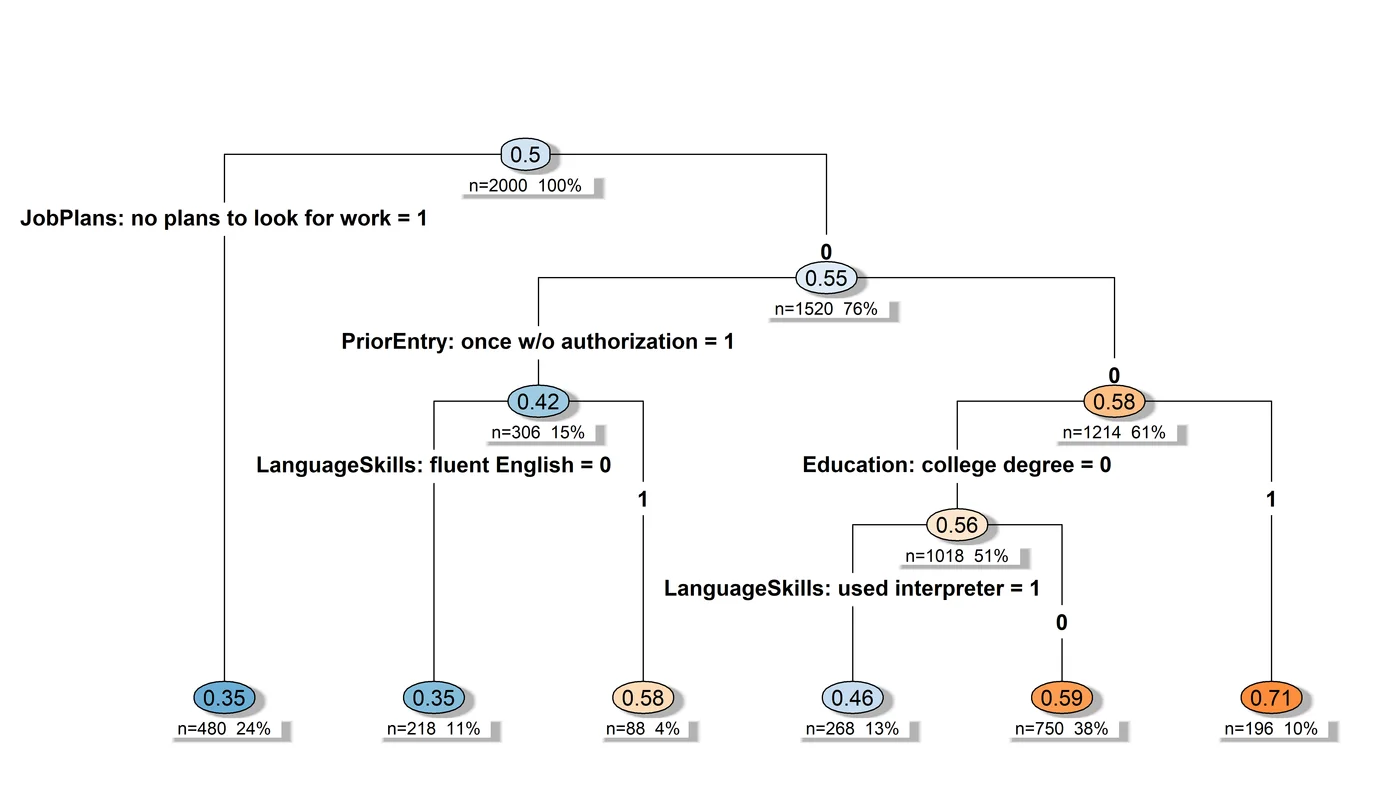 0.5
n=2000 100%
JobPlans: no plans to look for work = 1
0
0.55
n=1520 76%
PriorEntry: once w/o authorization = 1
0
0.42
0.58
n=306 15%
n=1214 61%
LanguageSkills: fluent English = 0
Education: college degree = 0
1
1
0.56
n=1018 51%
LanguageSkills: used interpreter = 1
0
0.35
0.35
0.58
0.46
0.59
0.71
n=480 24%
n=218 11%
n=88 4%
n=268 13%
n=750 38%
n=196 10%